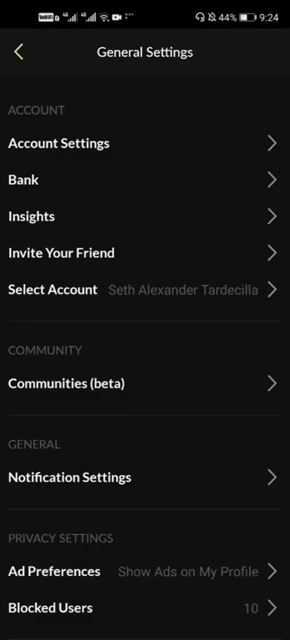 44% 9:24
General Settings
ACCOUNT
Account Settings
Bank
Insights
Invite Your Friend
Select Account Seth Alexander Tardecilla
COMMUNITY
Communities (beta)
GENERAL
Notification Settings
PRIVACY SETTINGS
Ad Preferences Show Ads on My Profile
Blocked Users 10